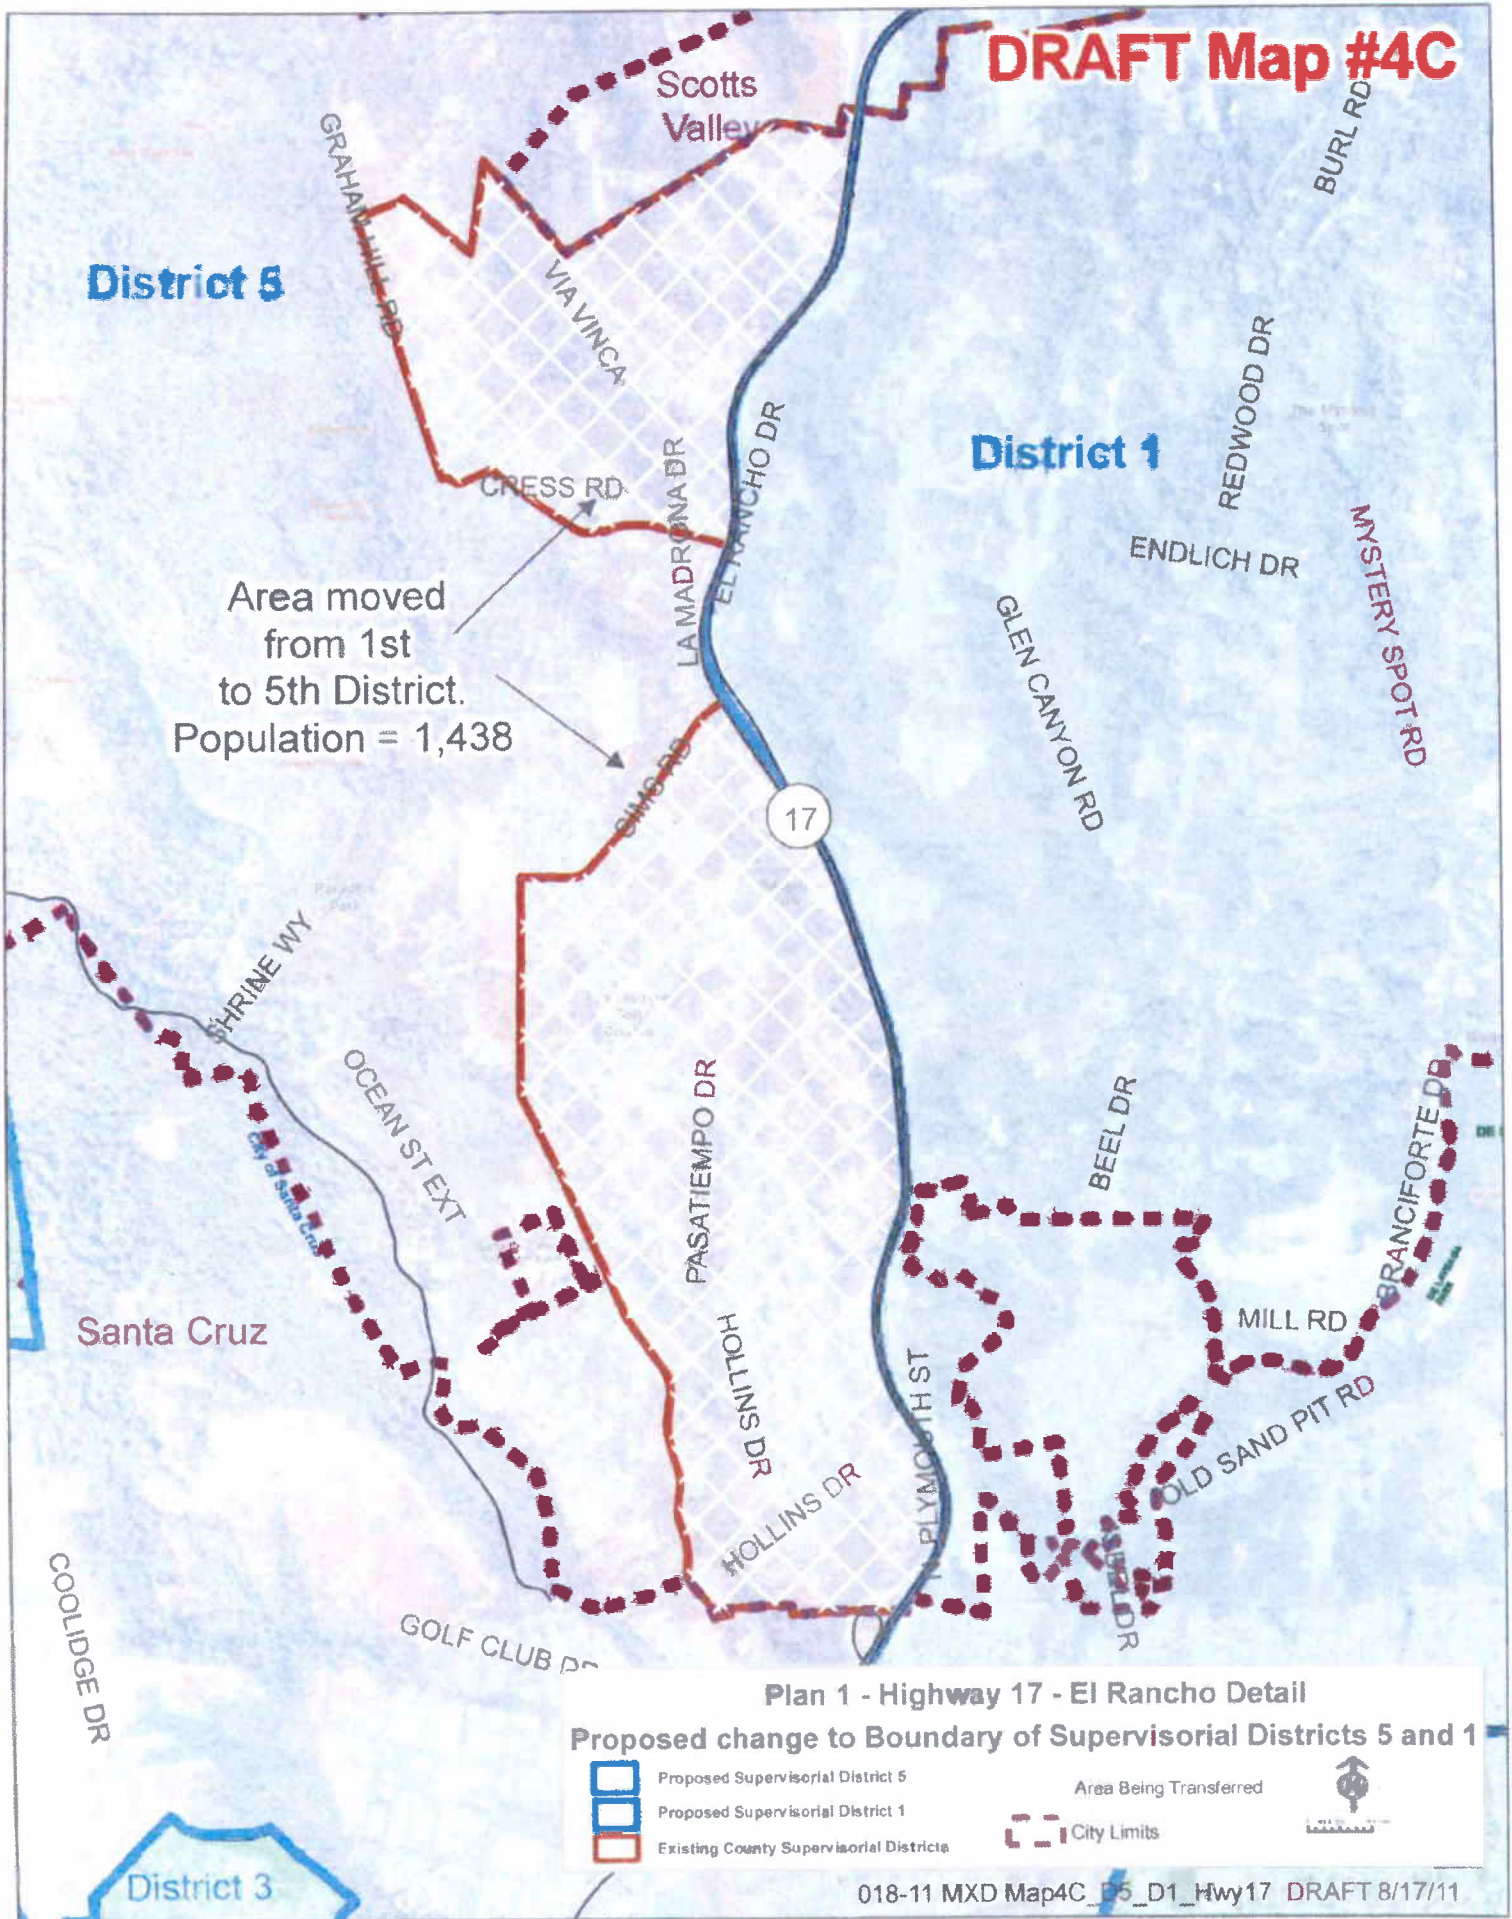 DRAFT Map #4C
Scotts
Valley
BURL RD
GRAHAM HILL RD
District 5
VIA VINCA
REDWOOD DR
District 1
EL RANCHO DR
LA MADRONA DR
CRESS RD
MYSTERY SPOT RD
ENDLICH DR
Area moved
from 1st
to 5th District.
Population = 1,438
GLEN CANYON RD
SIMS RD
17
SHRINE WY
OCEAN ST EXT
City of Santa Cruz
PASATIEMPO DR
BEEL DR
BRANCIFORTE DR
Santa Cruz
MILL RD
HOLLINS DR
N PLYMOUTH ST
OLD SAND PIT RD
HOLLINS DR
COOLIDGE DR
GOLF CLUB DR
Plan 1 - Highway 17 - El Rancho Detail
Proposed change to Boundary of Supervisorial Districts 5 and 1
Proposed Supervisorial District 5
Proposed Supervisorial District 1
Existing County Supervisorial Districts
Area Being Transferred
City Limits
District 3
018-11 MXD Map4C_D5_D1_Hwy17 DRAFT 8/17/11